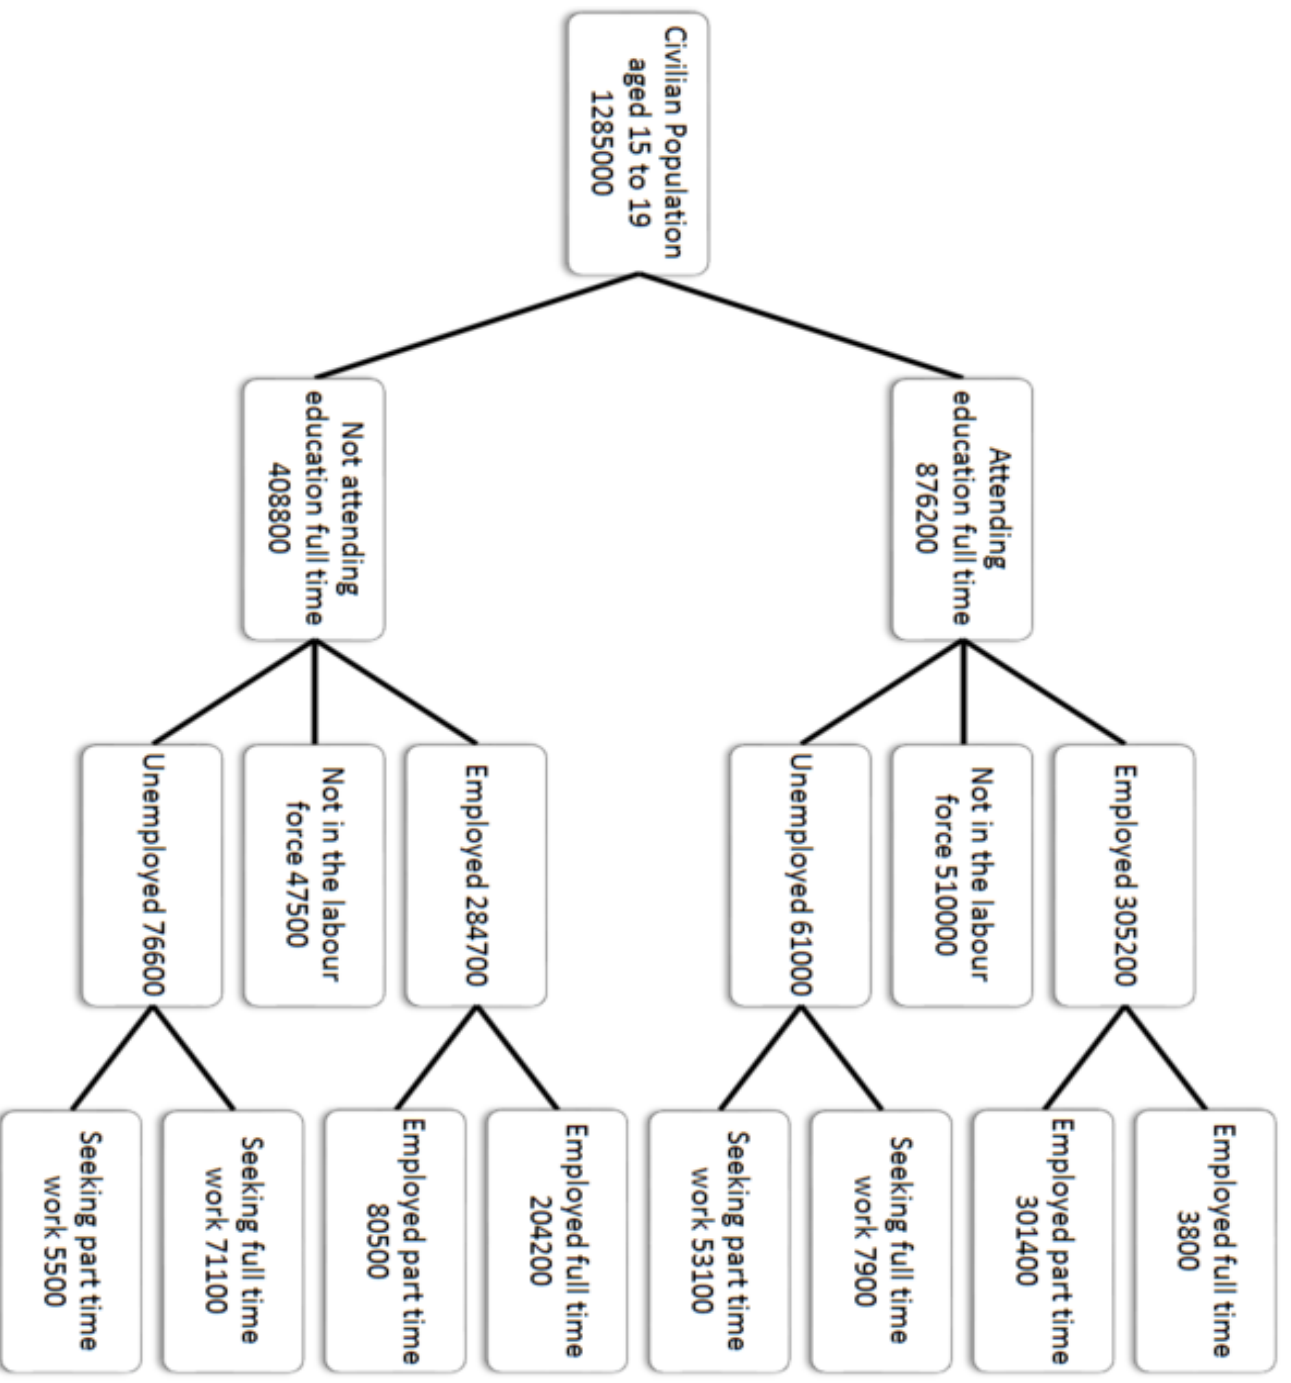 Civilian Population
aged 15 to 19
1285000
Attending
education full time
876200
Not attending
education full time
408800
Employed 305200
Not in the labour
force 510000
Unemployed 61000
Employed 284700
Not in the labour
force 47500
Unemployed 76600
Employed full time
3800
Employed part time
301400
Seeking full time
work 7900
Seeking part time
work 53100
Employed full time
204200
Employed part time
80500
Seeking full time
work 71100
Seeking part time
work 5500